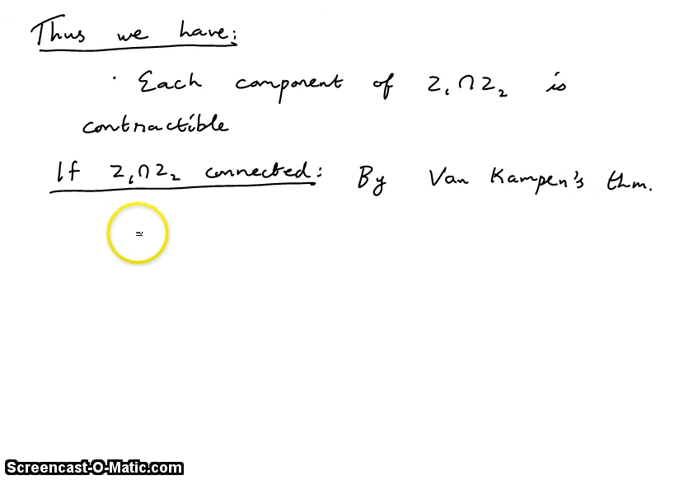 Thus we have:
· Each component of Z₁∩Z₂ is
contractible
If Z₁∩Z₂ connected: By Van Kampen's thm.
≃
Screencast-O-Matic.com